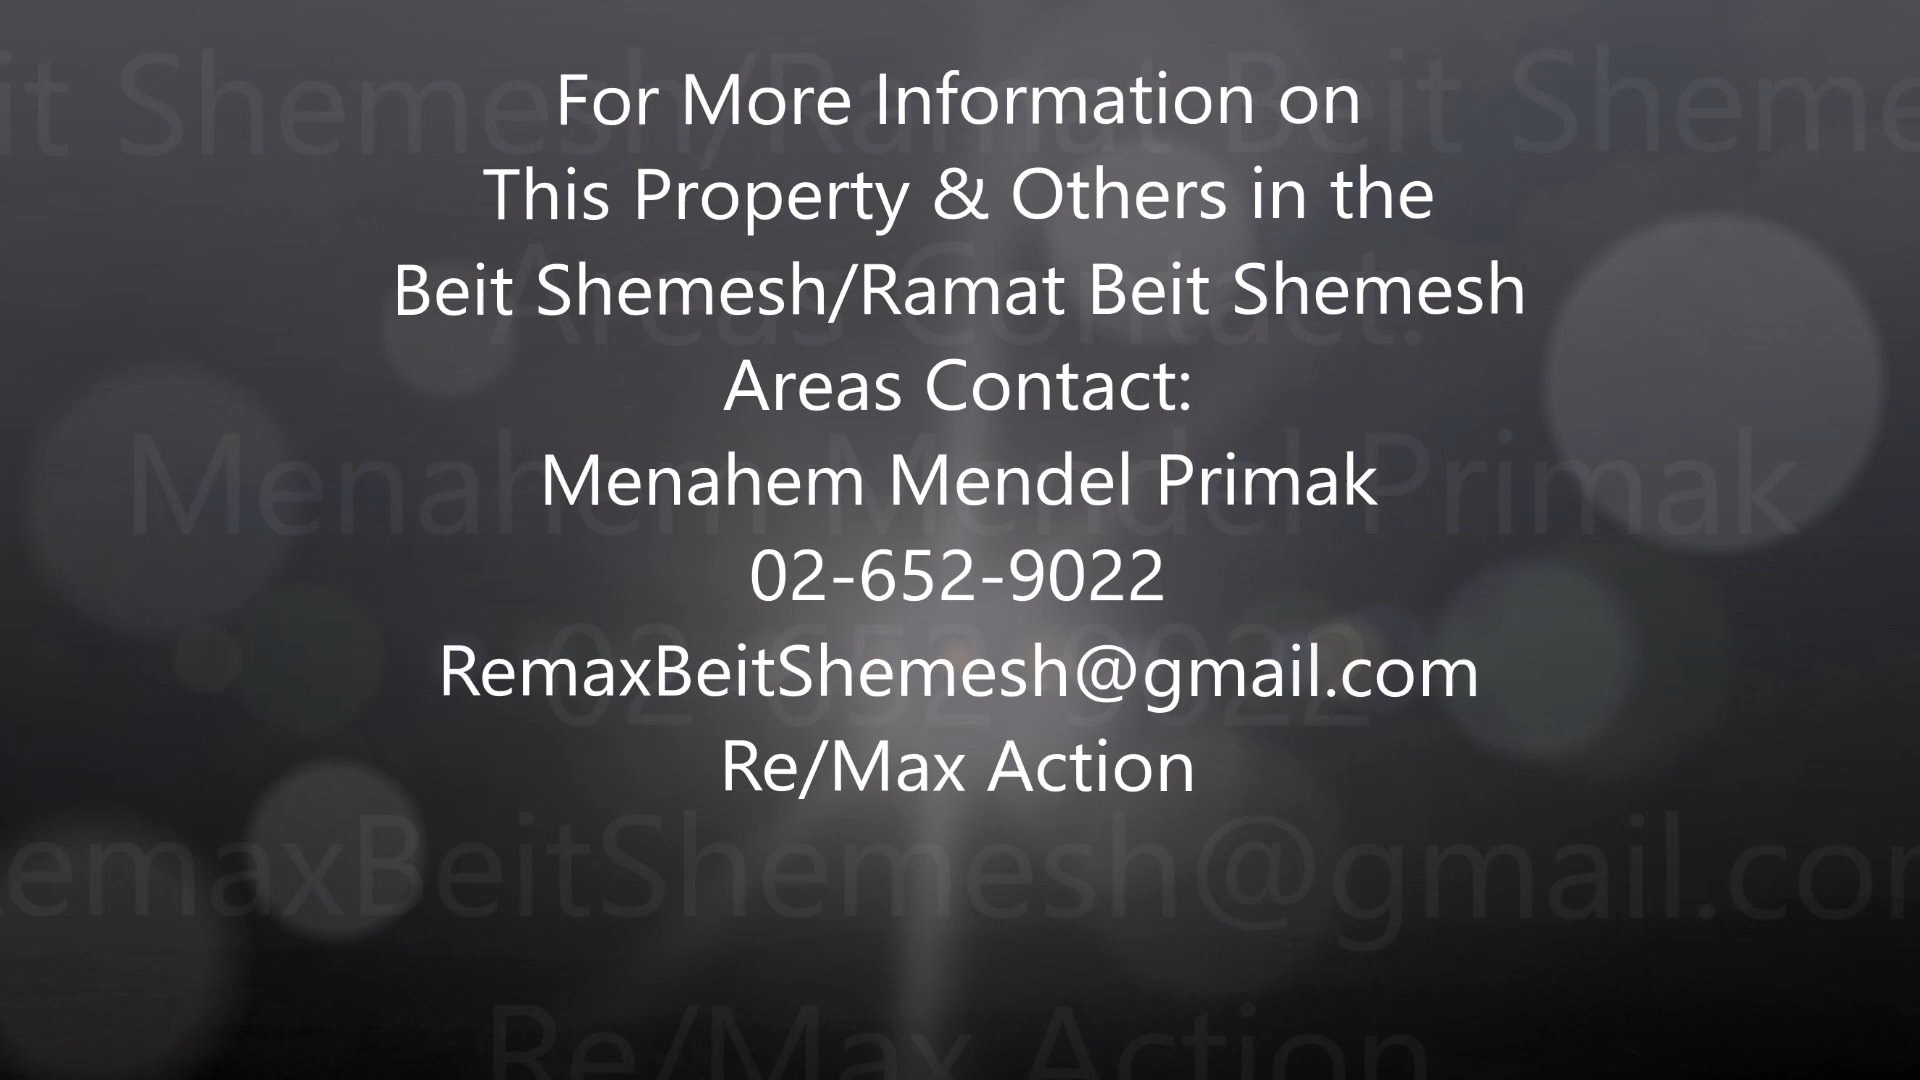 For More Information on
This Property & Others in the
Beit Shemesh/Ramat Beit Shemesh
Areas Contact:
Menahem Mendel Primak
02-652-9022
RemaxBeitShemesh@gmail.com
Re/Max Action